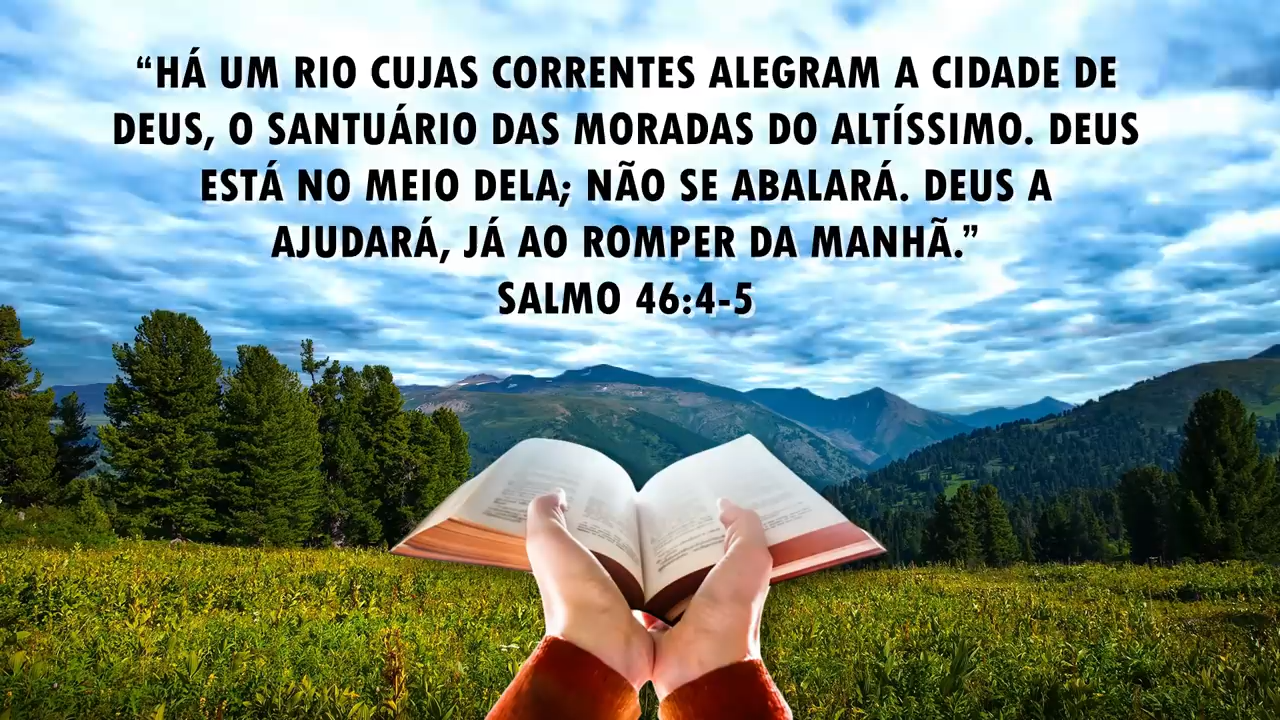 “HÁ UM RIO CUJAS CORRENTES ALEGRAM A CIDADE DE
DEUS, O SANTUÁRIO DAS MORADAS DO ALTÍSSIMO. DEUS
ESTÁ NO MEIO DELA; NÃO SE ABALARÁ. DEUS A
AJUDARÁ, JÁ AO ROMPER DA MANHÃ.”
SALMO 46:4-5